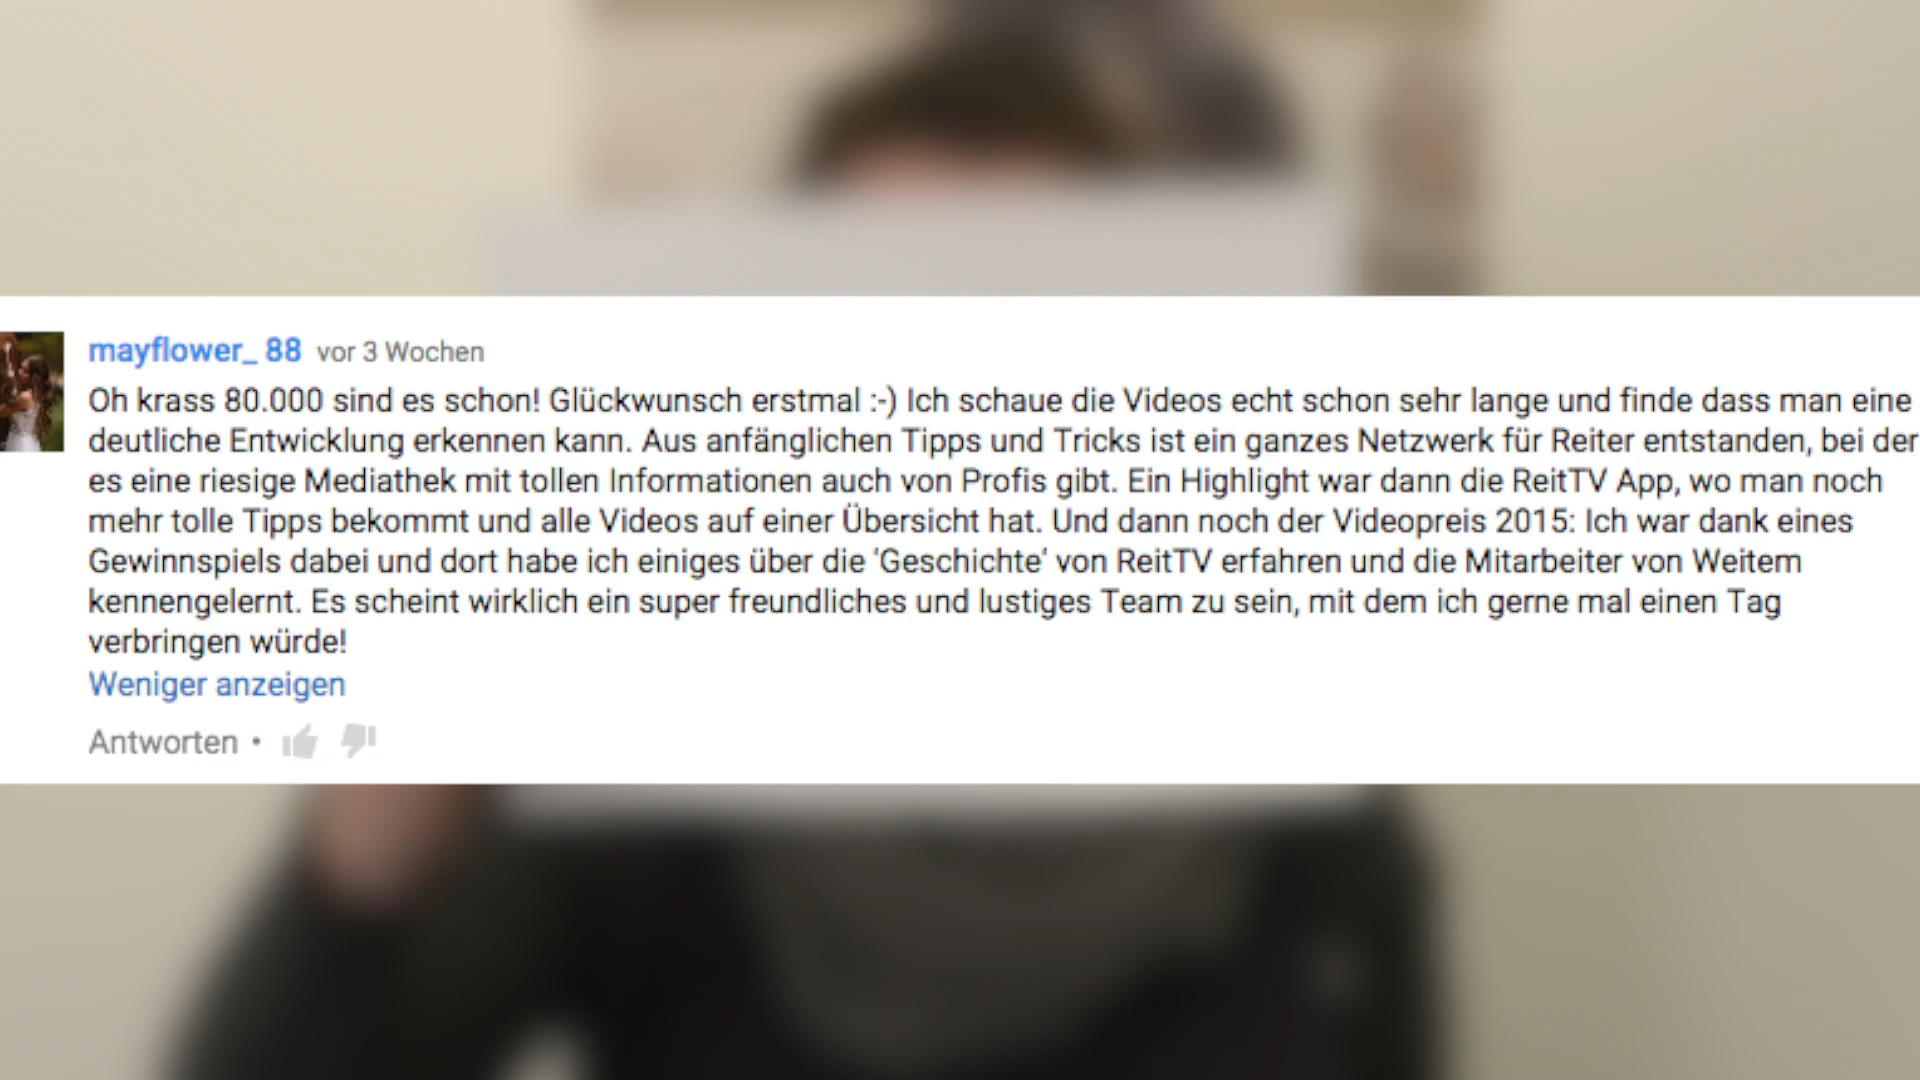 mayflower_ 88 vor 3 Wochen
Oh krass 80.000 sind es schon! Glückwunsch erstmal :-) Ich schaue die Videos echt schon sehr lange und finde dass man eine
deutliche Entwicklung erkennen kann. Aus anfänglichen Tipps und Tricks ist ein ganzes Netzwerk für Reiter entstanden, bei der
es eine riesige Mediathek mit tollen Informationen auch von Profis gibt. Ein Highlight war dann die ReitTV App, wo man noch
mehr tolle Tipps bekommt und alle Videos auf einer Übersicht hat. Und dann noch der Videopreis 2015: Ich war dank eines
Gewinnspiels dabei und dort habe ich einiges über die 'Geschichte' von ReitTV erfahren und die Mitarbeiter von Weitem
kennengelernt. Es scheint wirklich ein super freundliches und lustiges Team zu sein, mit dem ich gerne mal einen Tag
verbringen würde!
Weniger anzeigen
Antworten •